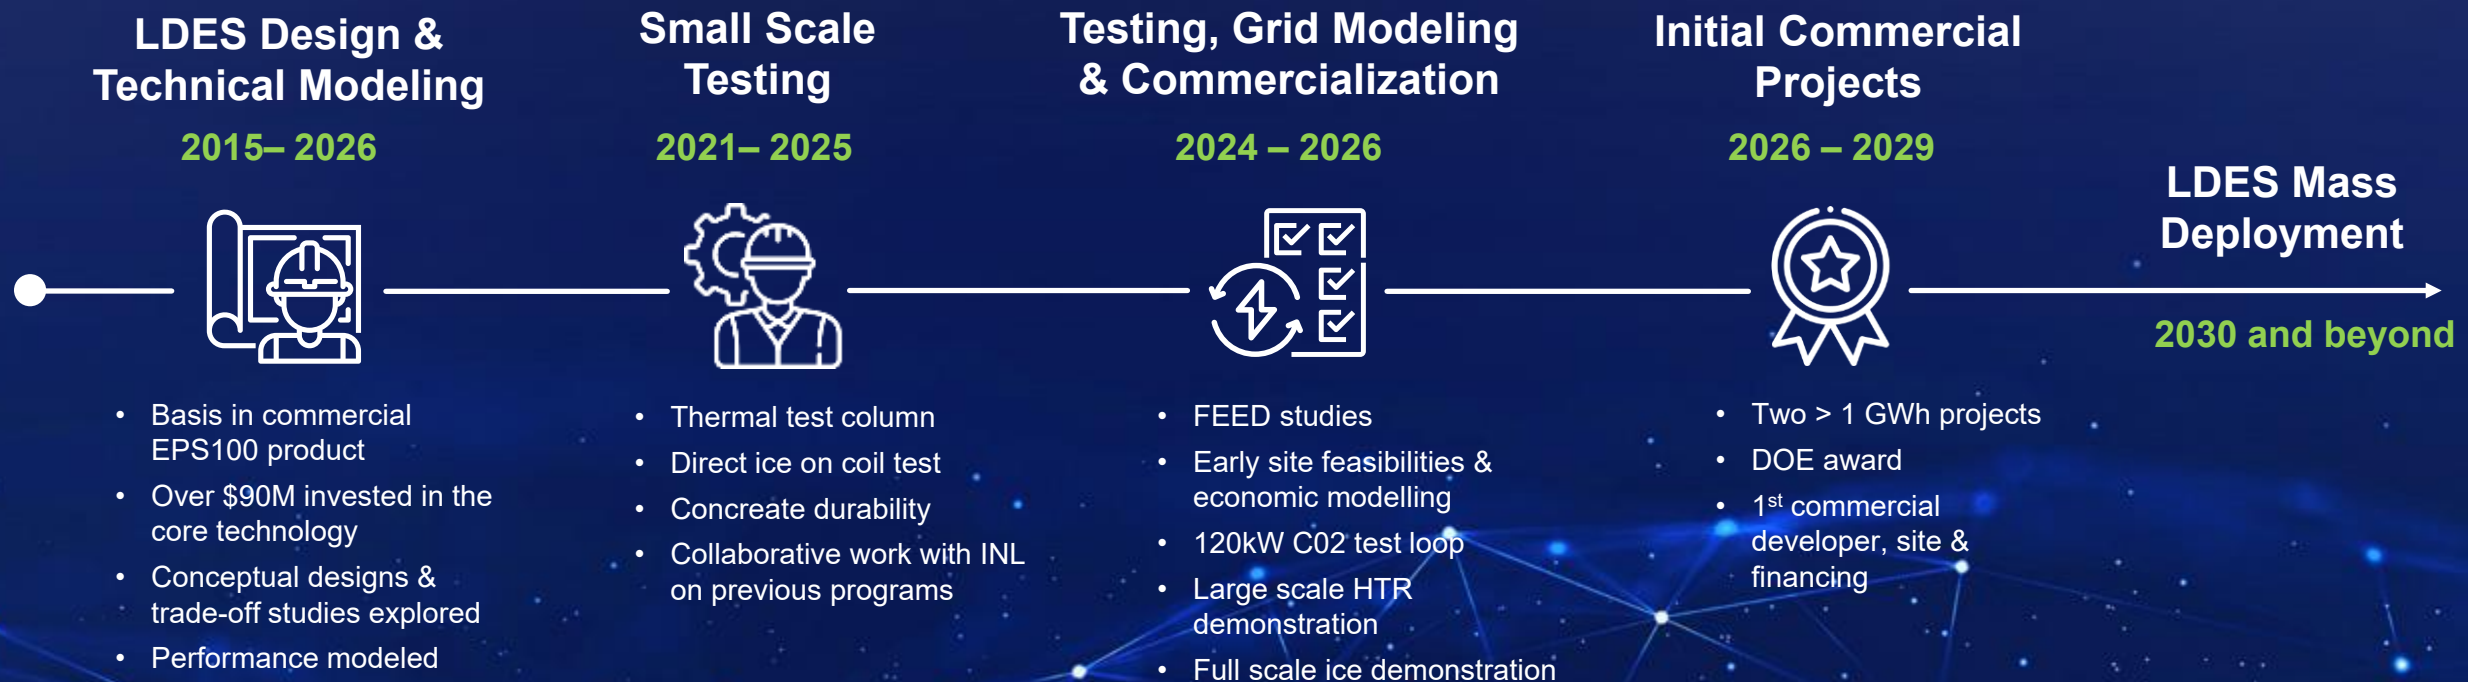 LDES Design &
Technical Modeling
2015– 2026
• Basis in commercial
EPS100 product
• Over $90M invested in the
core technology
• Conceptual designs &
trade-off studies explored
• Performance modeled
Small Scale
Testing
2021– 2025
• Thermal test column
• Direct ice on coil test
• Concreate durability
• Collaborative work with INL
on previous programs
Testing, Grid Modeling
& Commercialization
2024 – 2026
• FEED studies
• Early site feasibilities &
economic modelling
• 120kW C02 test loop
• Large scale HTR
demonstration
• Full scale ice demonstration
Initial Commercial
Projects
2026 – 2029
• Two > 1 GWh projects
• DOE award
• 1st commercial
developer, site &
financing
LDES Mass
Deployment
2030 and beyond